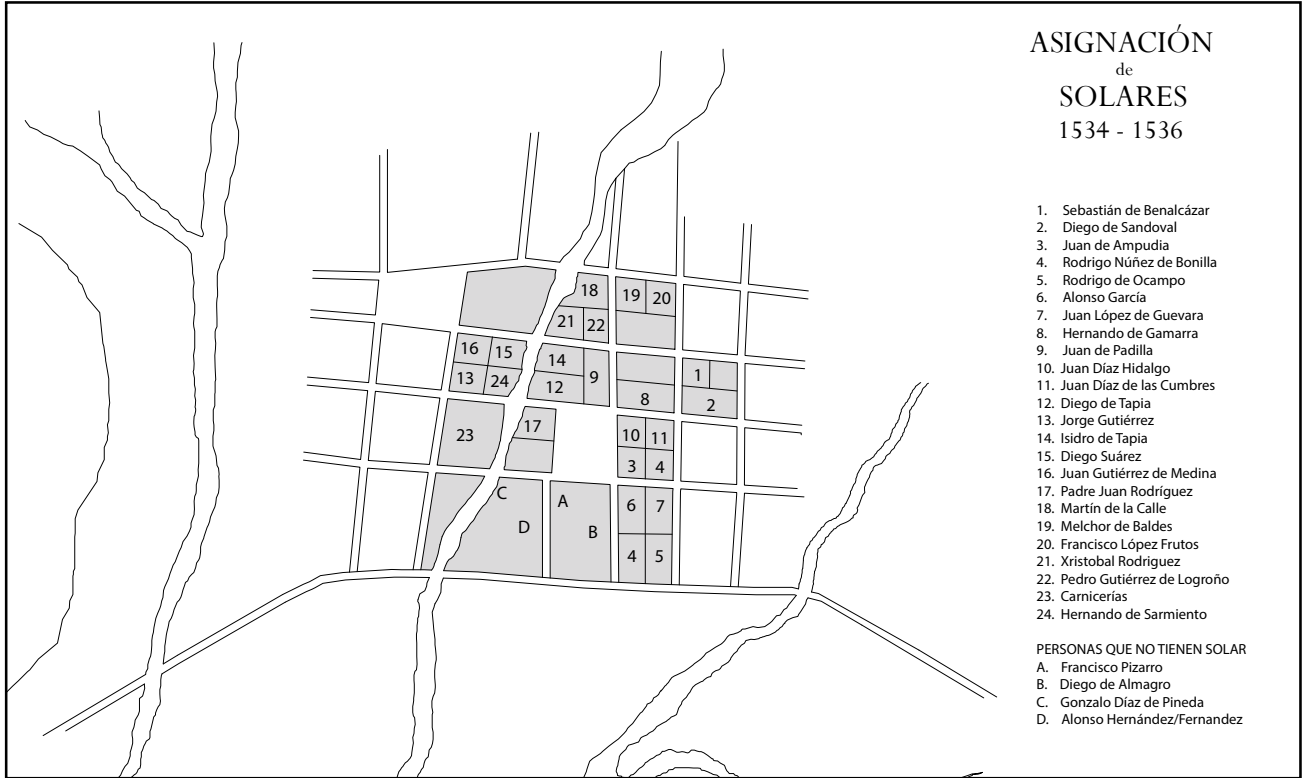 ASIGNACIÓN
de
SOLARES
1534 - 1536
1. Sebastián de Benalcázar
2. Diego de Sandoval
3. Juan de Ampudia
4. Rodrigo Núñez de Bonilla
5. Rodrigo de Ocampo
6. Alonso García
7. Juan López de Guevara
8. Hernando de Gamarra
9. Juan de Padilla
10. Juan Díaz Hidalgo
11. Juan Díaz de las Cumbres
12. Diego de Tapia
13. Jorge Gutiérrez
14. Isidro de Tapia
15. Diego Suárez
16. Juan Gutiérrez de Medina
17. Padre Juan Rodríguez
18. Martín de la Calle
19. Melchor de Baldes
20. Francisco López Frutos
21. Xristobal Rodriguez
22. Pedro Gutiérrez de Logroño
23. Carnicerías
24. Hernando de Sarmiento
PERSONAS QUE NO TIENEN SOLAR
A. Francisco Pizarro
B. Diego de Almagro
C. Gonzalo Díaz de Pineda
D. Alonso Hernández/Fernandez
18 19 20
21 22
16 15 14 1
13 24 12 9 8 2
23 17 10 11
3 4
C A 6 7
D B
4 5